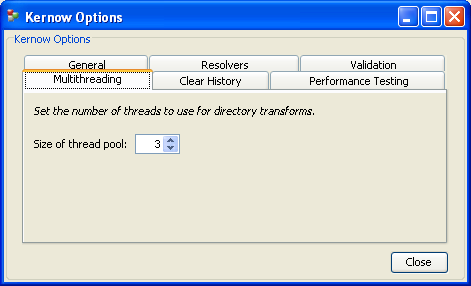 Kernow Options
Kernow Options
General Resolvers Validation
Multithreading Clear History Performance Testing
Set the number of threads to use for directory transforms.
Size of thread pool: 3
Close